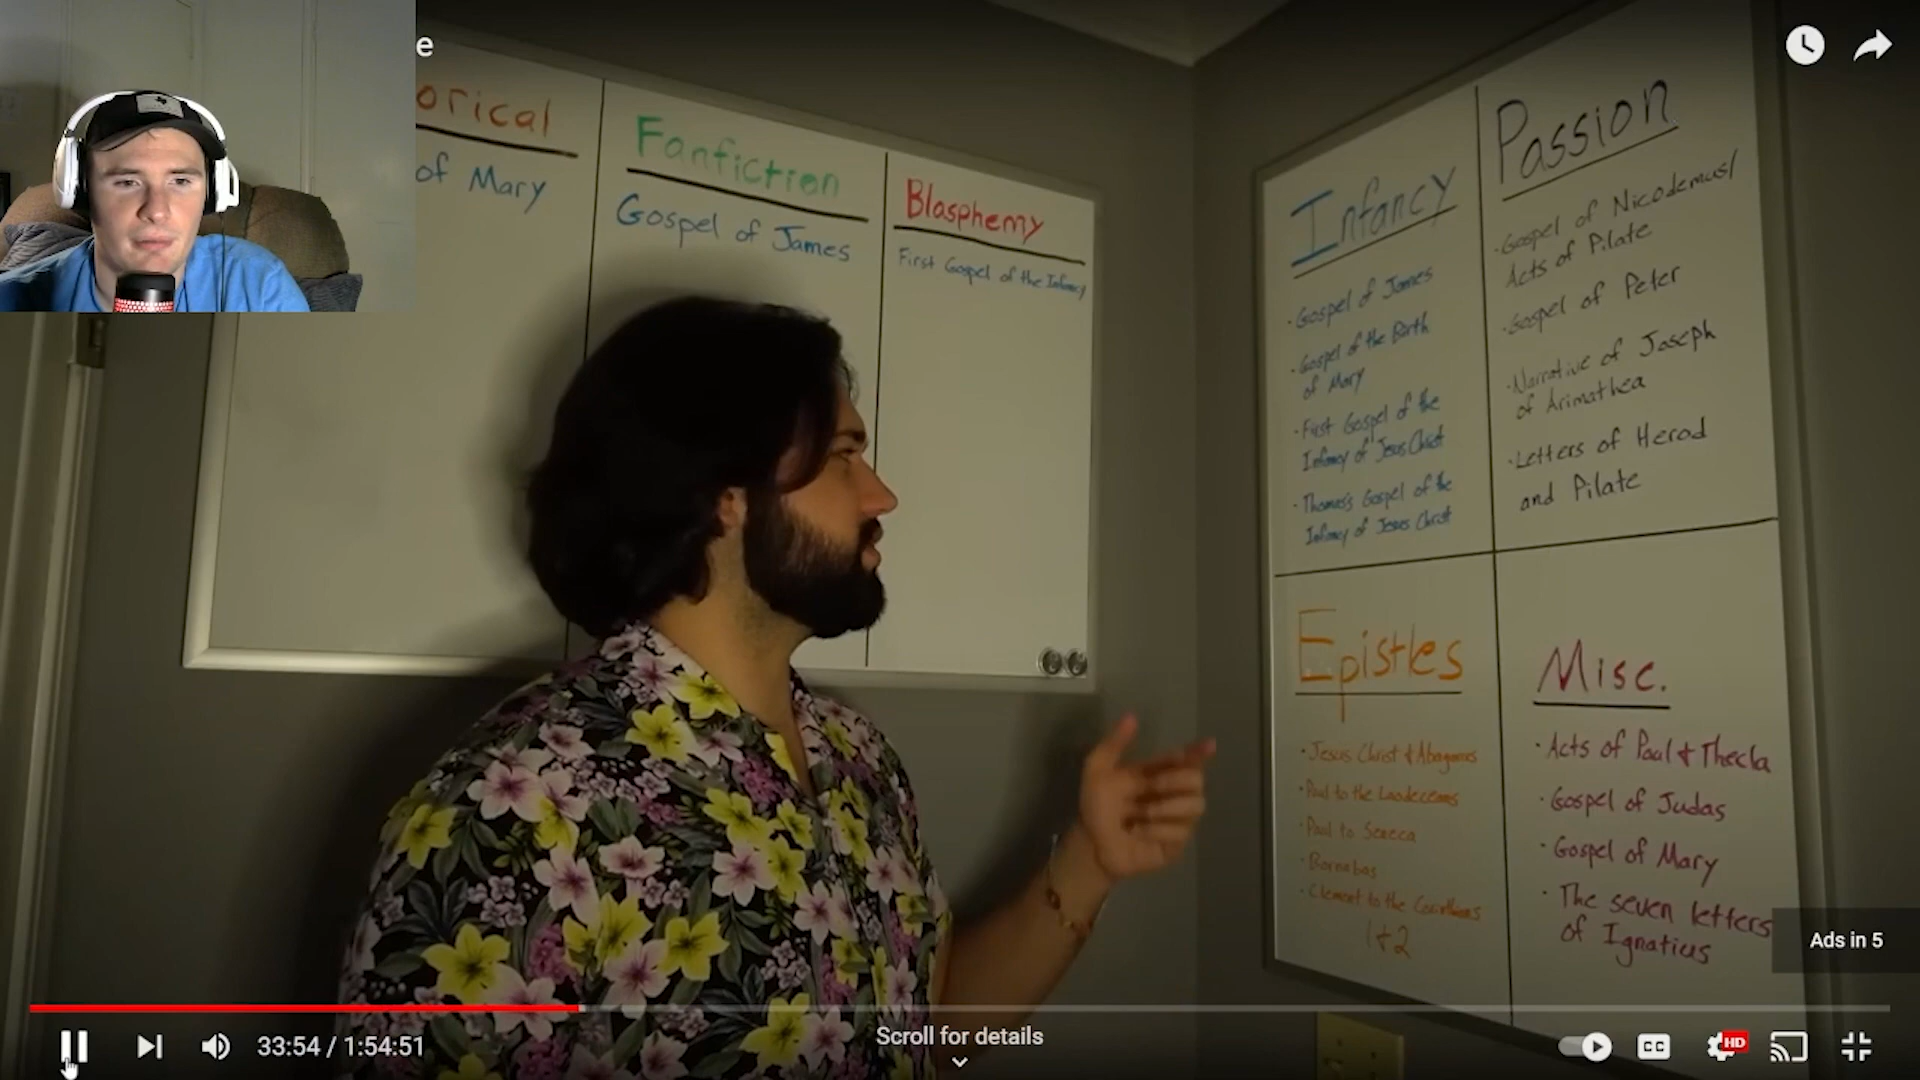 e
orical
of Mary
Fanfiction
Gospel of James
Blasphemy
First Gospel of the Infancy
Infancy
·Gospel of James
·Gospel of the Birth
of Mary
·First Gospel of the
Infancy of Jesus Christ
·Thomas's Gospel of the
Infancy of Jesus Christ
Passion
·Gospel of Nicodemus/
Acts of Pilate
·Gospel of Peter
·Narrative of Joseph
of Arimathea
·Letters of Herod
and Pilate
Epistles
·Jesus Christ &
·Paul to the
·Paul to Seneca
·Barnabas
·Clement to the Corinthians
1&2
Misc.
·Acts of Paul & Thecla
·Gospel of Judas
·Gospel of Mary
·The seven letters
of Ignatius
Ads in 5
33:54 / 1:54:51
Scroll for details
CC
HD